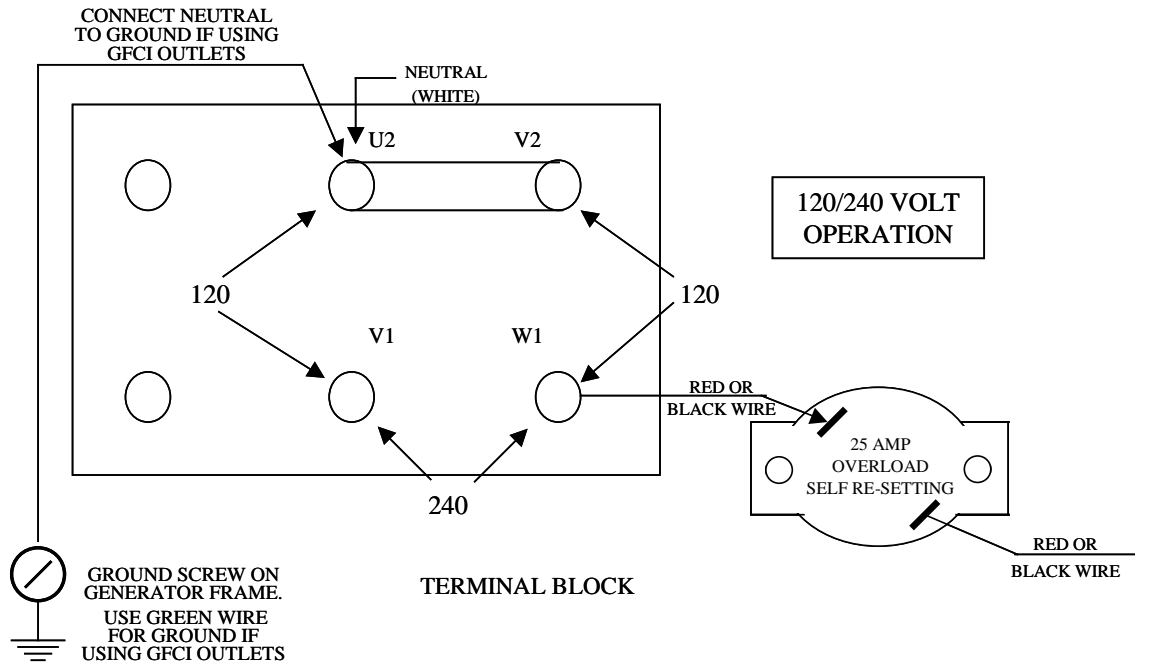 CONNECT NEUTRAL
TO GROUND IF USING
GFCI OUTLETS
NEUTRAL
(WHITE)
U2
V2
120/240 VOLT
OPERATION
120
120
V1
W1
RED OR
BLACK WIRE
25 AMP
OVERLOAD
SELF RE-SETTING
240
RED OR
BLACK WIRE
GROUND SCREW ON
GENERATOR FRAME.
USE GREEN WIRE
FOR GROUND IF
USING GFCI OUTLETS
TERMINAL BLOCK